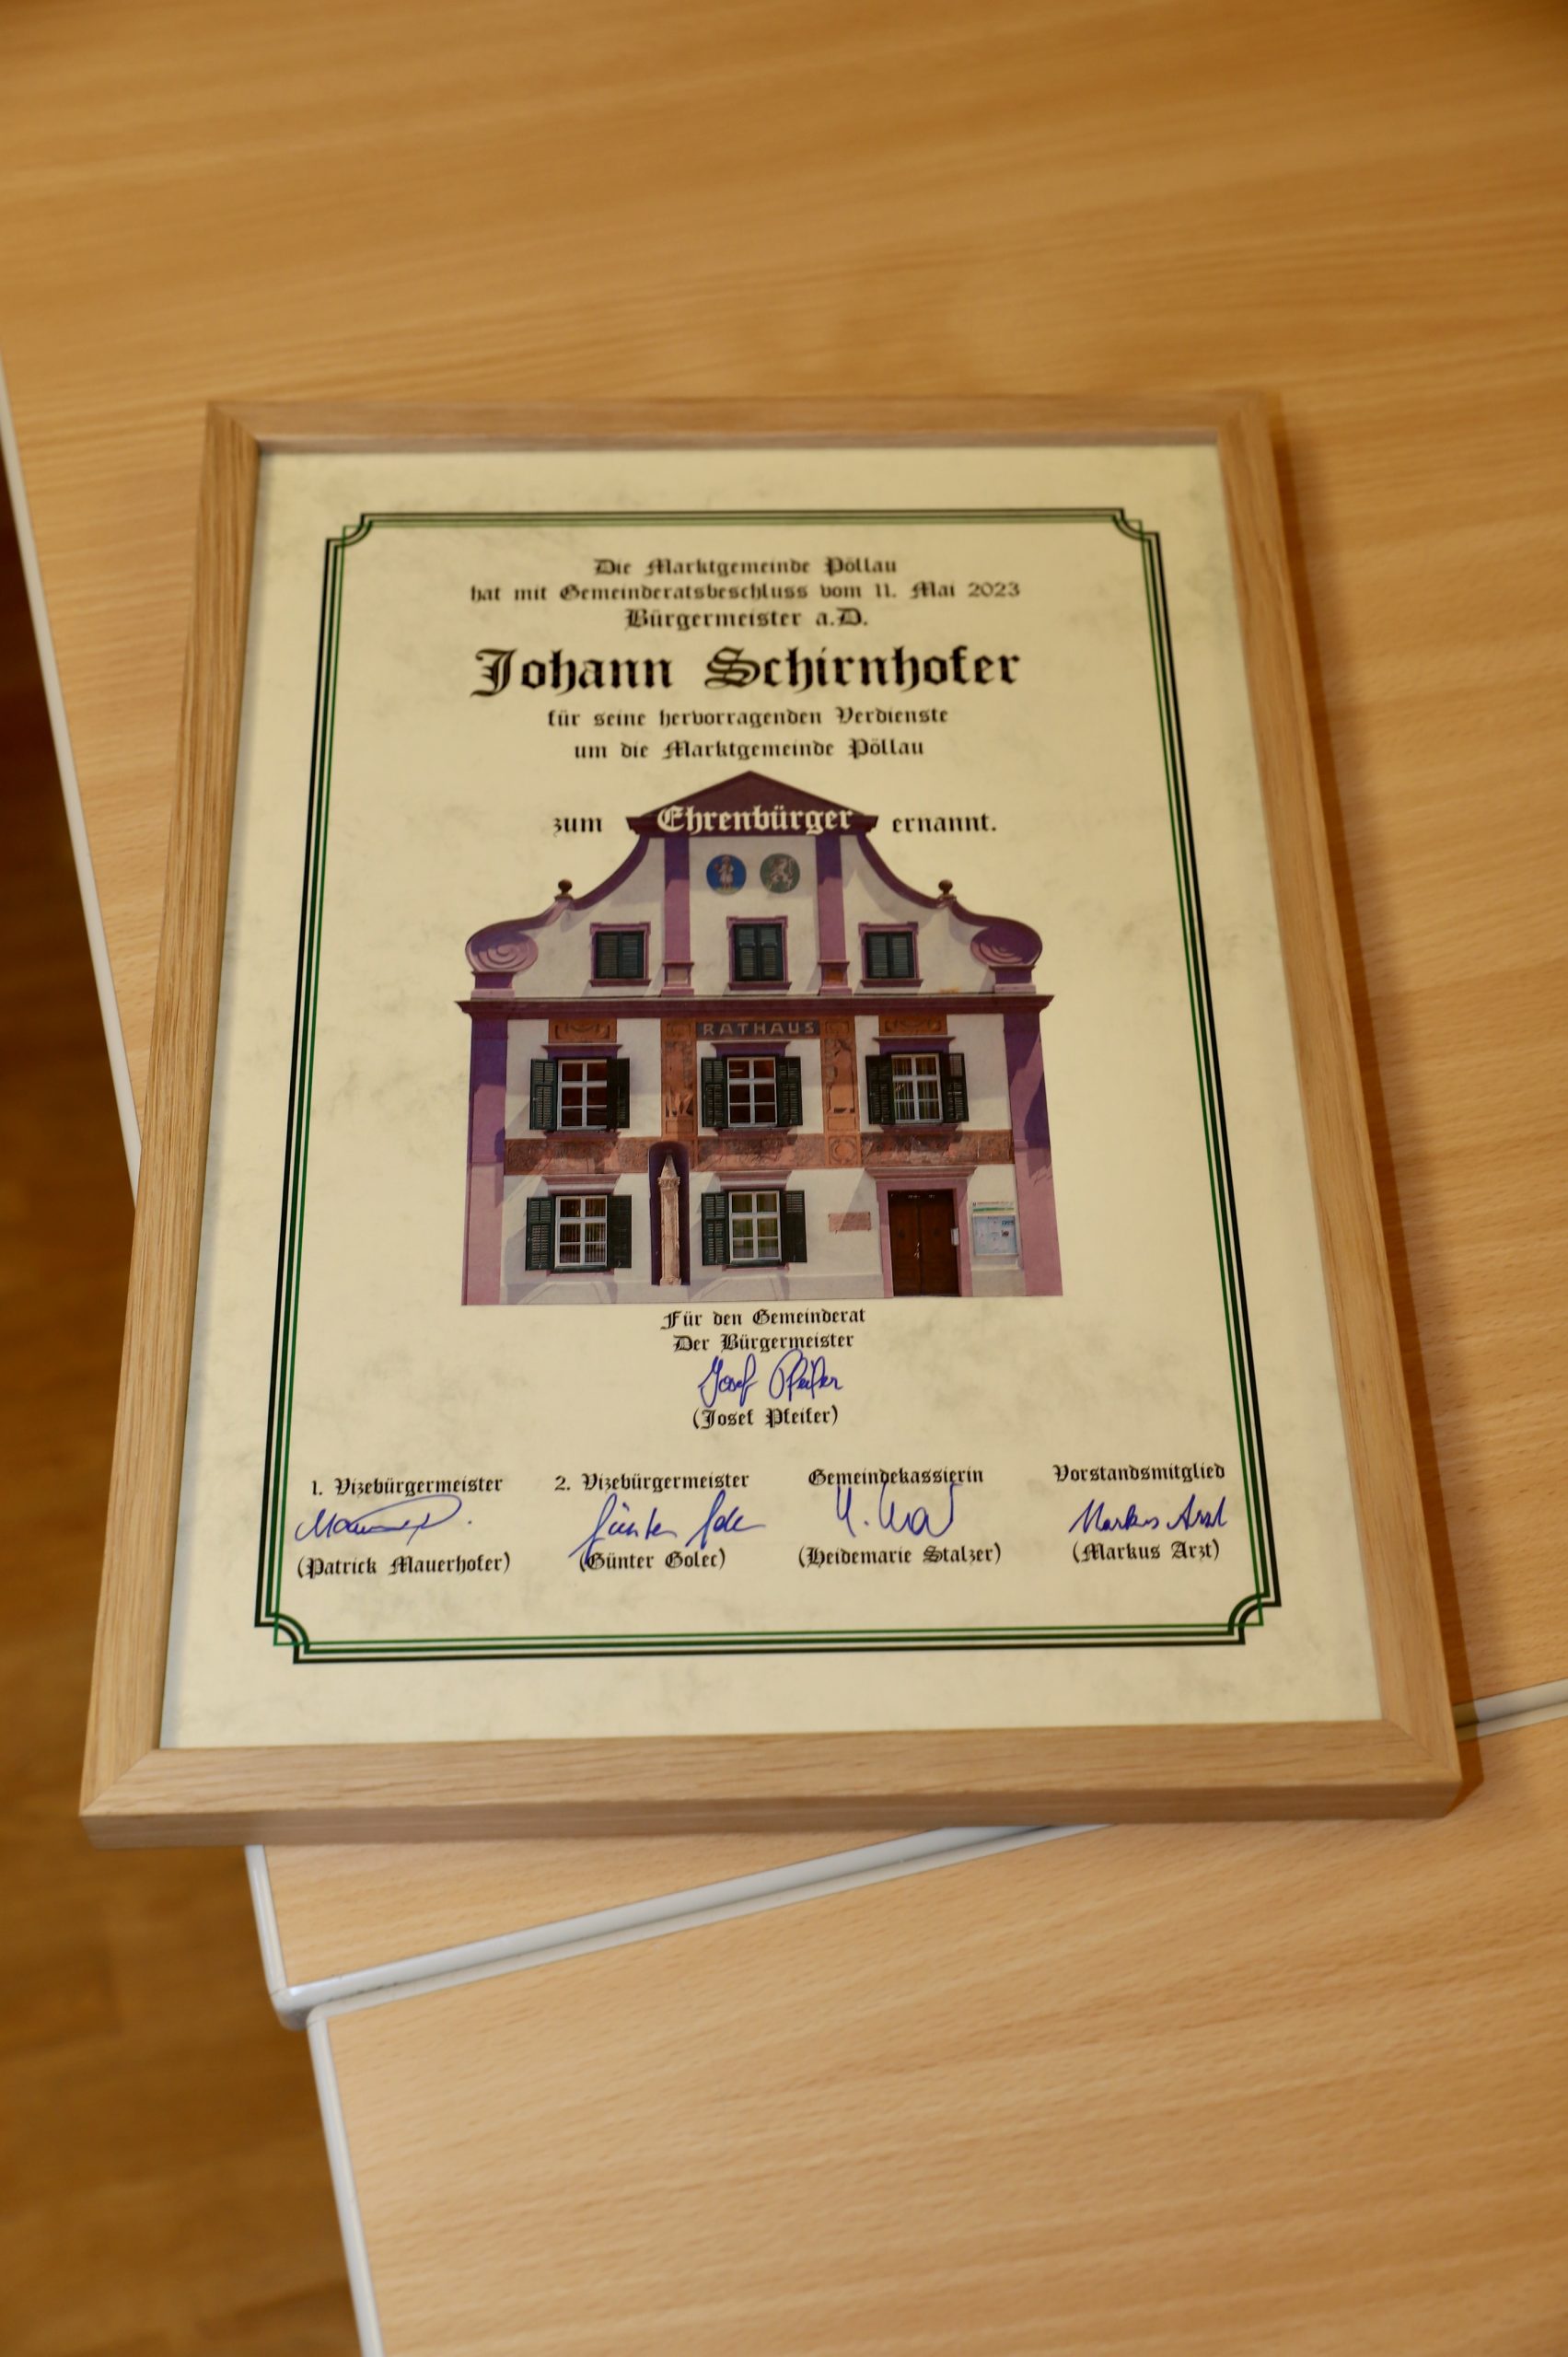 Die Marktgemeinde Pöllau
hat mit Gemeinderatsbeschluss vom 11. Mai 2023
Bürgermeister a.D.
Johann Schirnhofer
für seine hervorragenden Verdienste
um die Marktgemeinde Pöllau
zum Ehrenbürger ernannt.
RATHAUS
Für den Gemeinderat
Der Bürgermeister
Josef Pfeifer
(Josef Pfeifer)
1. Vizebürgermeister 2. Vizebürgermeister Gemeindekassierin Vorstandsmitglied
Markus Arzt
(Patrick Mauerhofer) (Günter Golec) (Heidemarie Stalzer) (Markus Arzt)